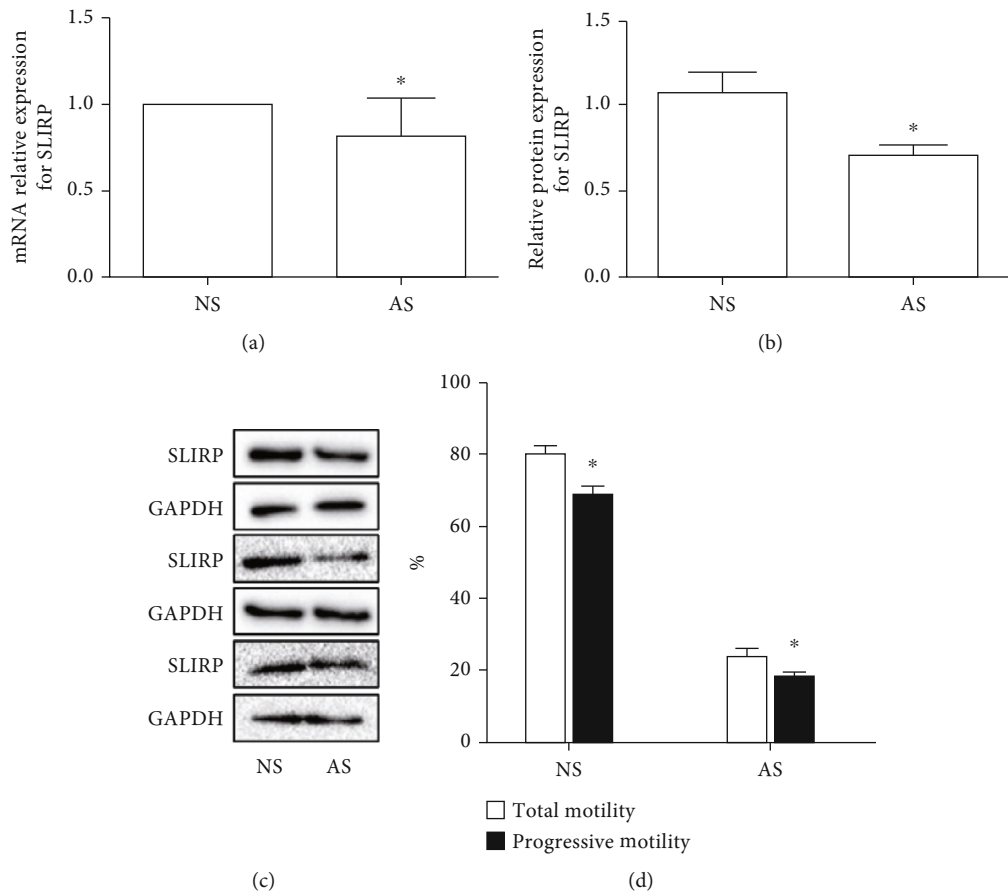 mRNA relative expression
for SLIRP
1.5
1.0
0.5
0.0
*
NS
AS
(a)
Relative protein expression
for SLIRP
1.5
1.0
0.5
0.0
*
NS
AS
(b)
SLIRP
GAPDH
SLIRP
GAPDH
SLIRP
GAPDH
NS AS
(c)
%
100
80
60
40
20
0
*
*
NS
AS
Total motility
Progressive motility
(d)